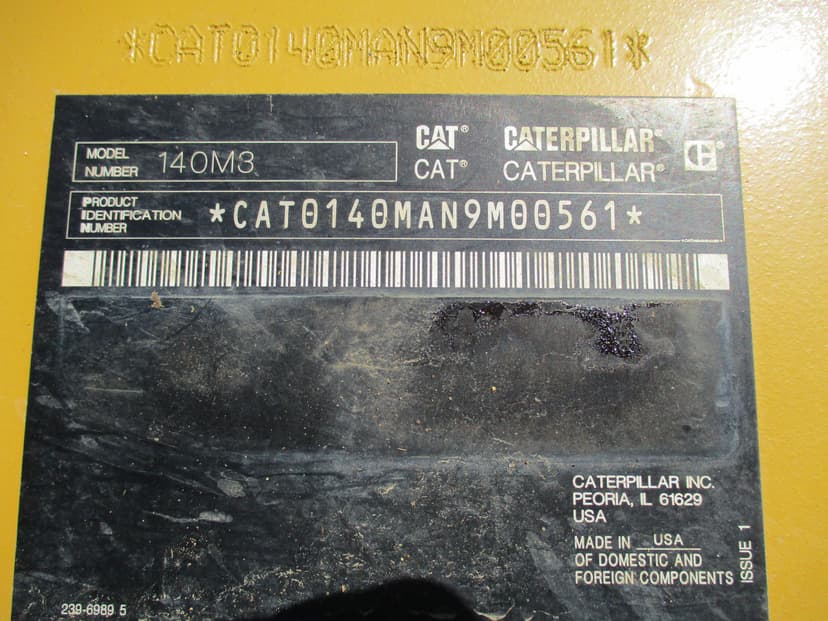 *CAT0140MAN9M00561*
CAT® CATERPILLAR®
MODEL NUMBER 140M3
CAT® CATERPILLAR®
PRODUCT IDENTIFICATION NUMBER *CAT0140MAN9M00561*
CATERPILLAR INC.
PEORIA, IL 61629
USA
MADE IN USA
OF DOMESTIC AND
FOREIGN COMPONENTS
ISSUE 1
239-6989 5